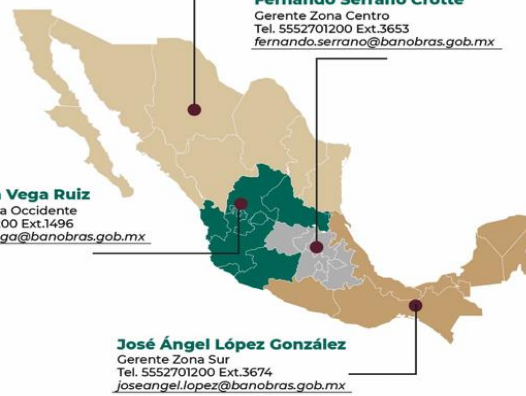 Fernando Serrano Crotte
Gerente Zona Centro
Tel. 5552701200 Ext.3653
fernando.serrano@banobras.gob.mx
Vega Ruiz
Occidente
Ext.1496
@banobras.gob.mx
José Ángel López González
Gerente Zona Sur
Tel. 5552701200 Ext.3674
joseangel.lopez@banobras.gob.mx